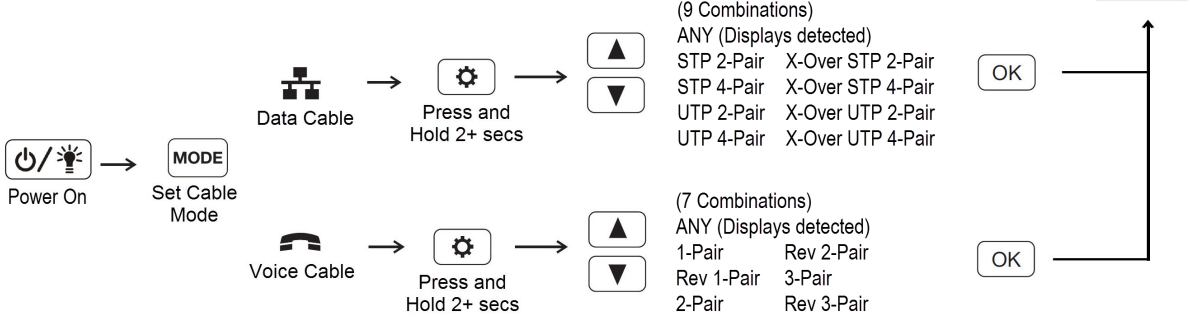 Power On
MODE
Set Cable
Mode
Data Cable
Press and
Hold 2+ secs
(9 Combinations)
ANY (Displays detected)
STP 2-Pair X-Over STP 2-Pair
STP 4-Pair X-Over STP 4-Pair
UTP 2-Pair X-Over UTP 2-Pair
UTP 4-Pair X-Over UTP 4-Pair
OK
Voice Cable
Press and
Hold 2+ secs
(7 Combinations)
ANY (Displays detected)
1-Pair Rev 2-Pair
Rev 1-Pair 3-Pair
2-Pair Rev 3-Pair
OK